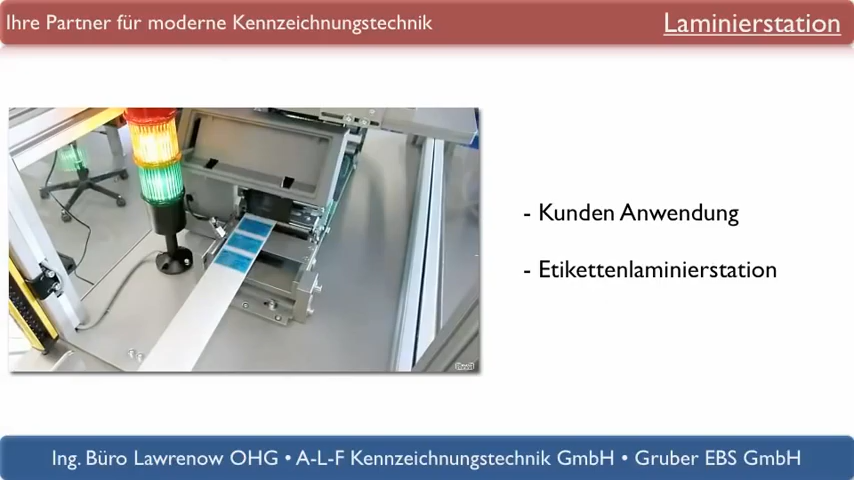 Ihre Partner für moderne Kennzeichnungstechnik
Laminierstation
- Kunden Anwendung
- Etikettenlaminierstation
Ing. Büro Lawrenow OHG • A-L-F Kennzeichnungstechnik GmbH • Gruber EBS GmbH